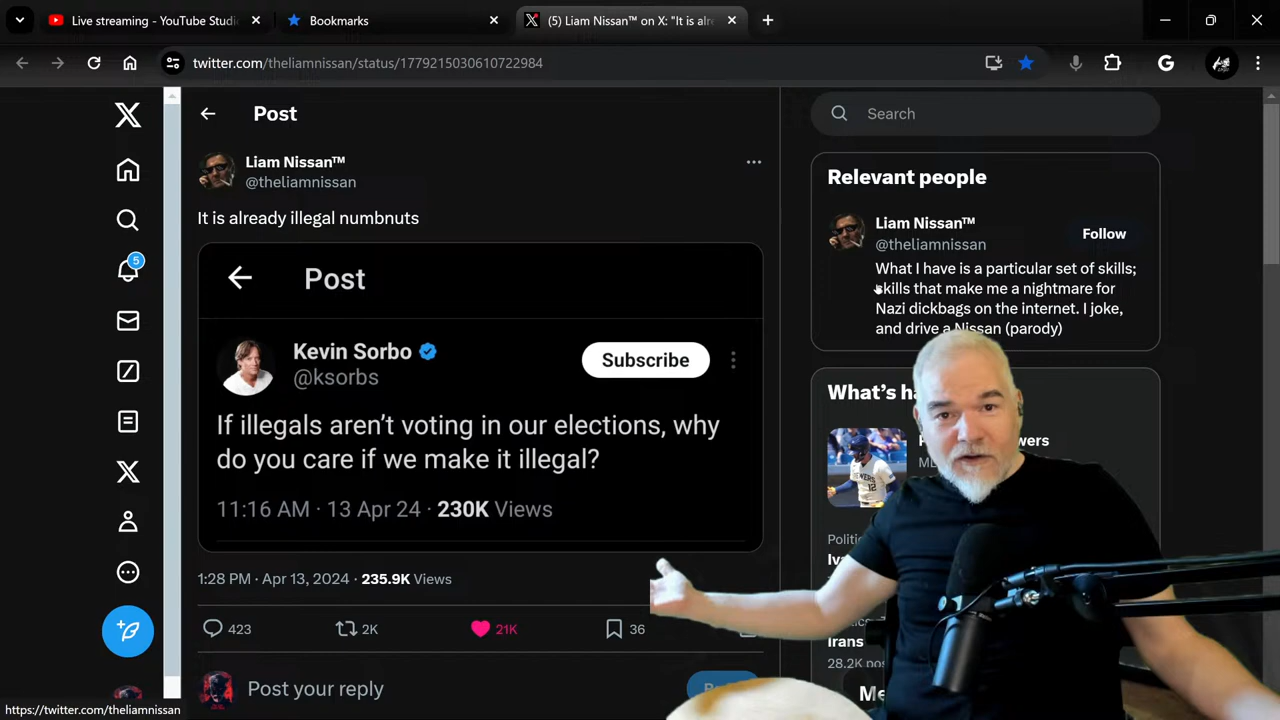 Live streaming - YouTube Studi
Bookmarks
(5) Liam Nissan™ on X: "It is alr
twitter.com/theliamnissan/status/1779215030610722984
Post
Search
Liam Nissan™
@theliamnissan
It is already illegal numbnuts
Post
Kevin Sorbo
@ksorbs
Subscribe
If illegals aren’t voting in our elections, why
do you care if we make it illegal?
11:16 AM · 13 Apr 24 · 230K Views
1:28 PM · Apr 13, 2024 · 235.9K Views
423
2K
21K
36
Post your reply
5
Relevant people
Liam Nissan™
@theliamnissan
Follow
What I have is a particular set of skills;
skills that make me a nightmare for
Nazi dickbags on the internet. I joke,
and drive a Nissan (parody)
What’s ha
wers
12
Politi
Irans
28.2K pos
Me
https://twitter.com/theliamnissan